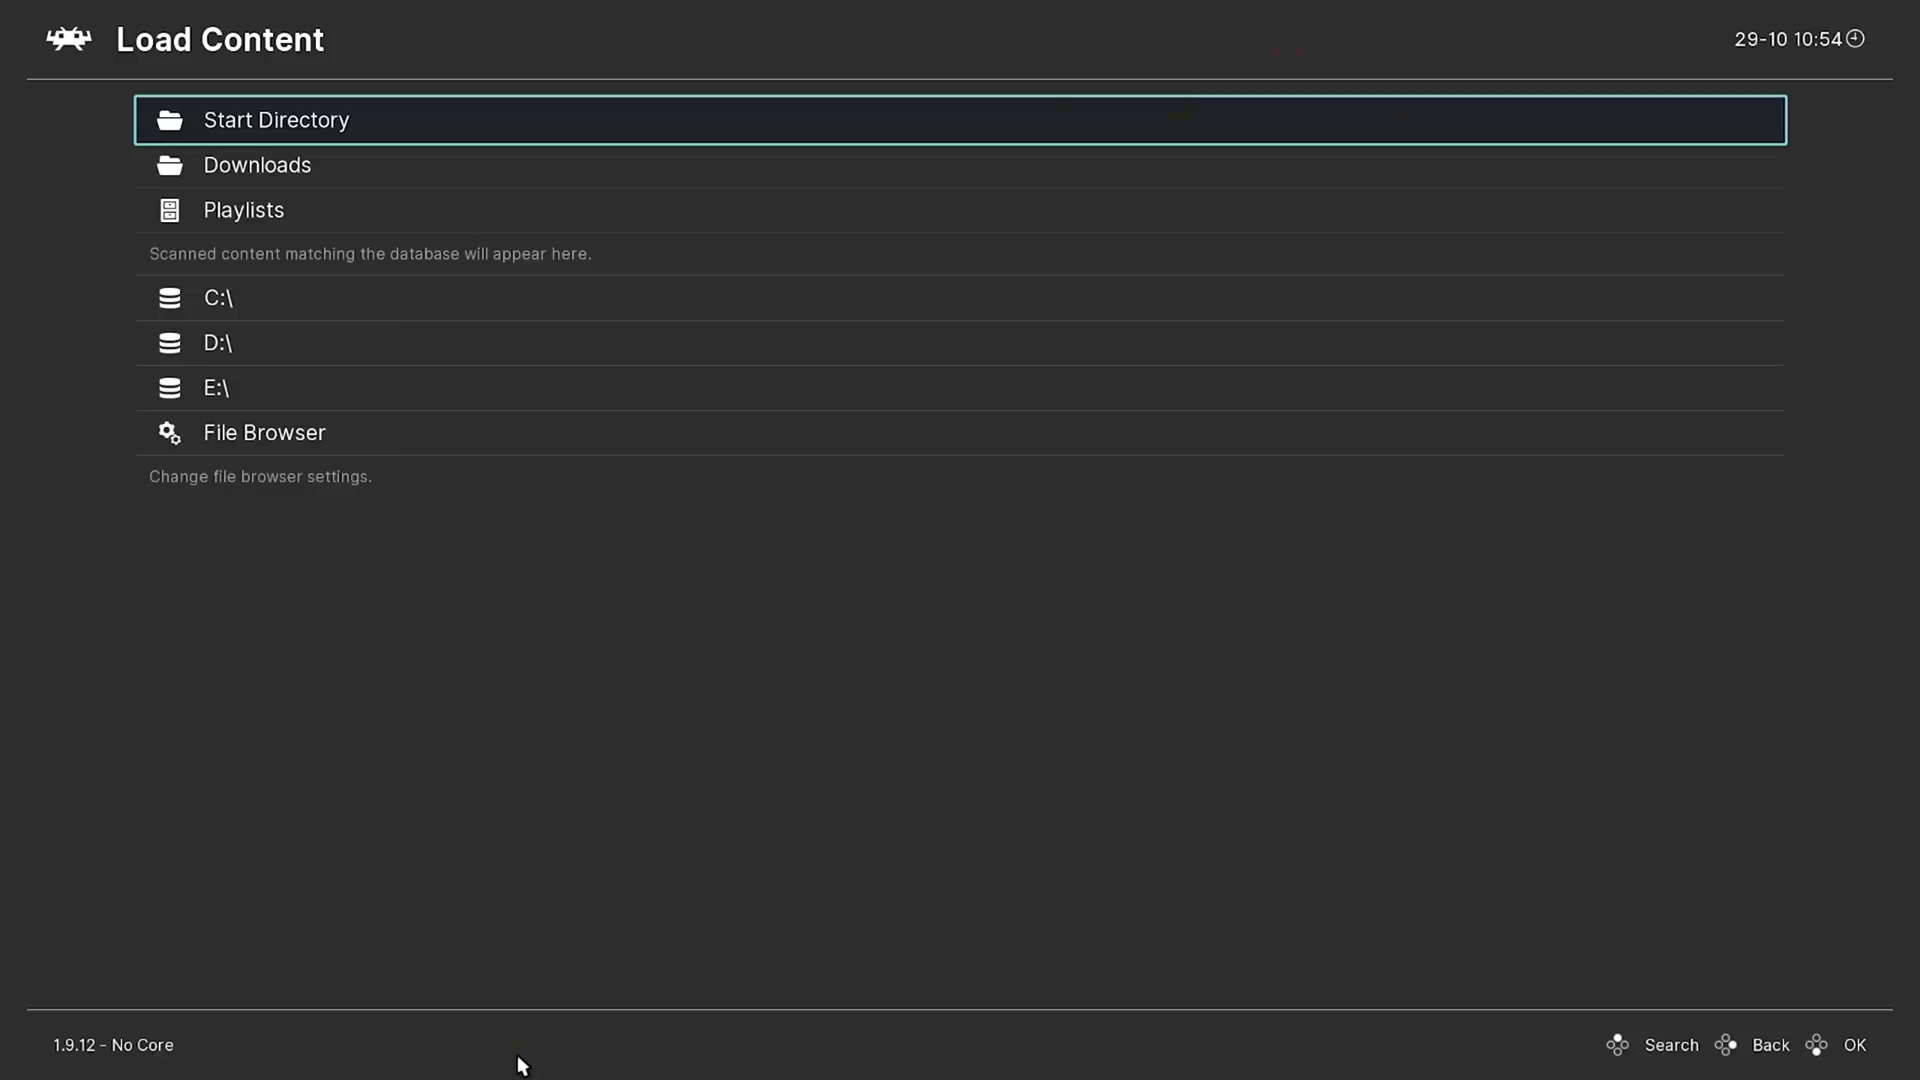 Load Content
29-10 10:54
Start Directory
Downloads
Playlists
Scanned content matching the database will appear here.
C:\
D:\
E:\
File Browser
Change file browser settings.
1.9.12 - No Core
Search Back OK